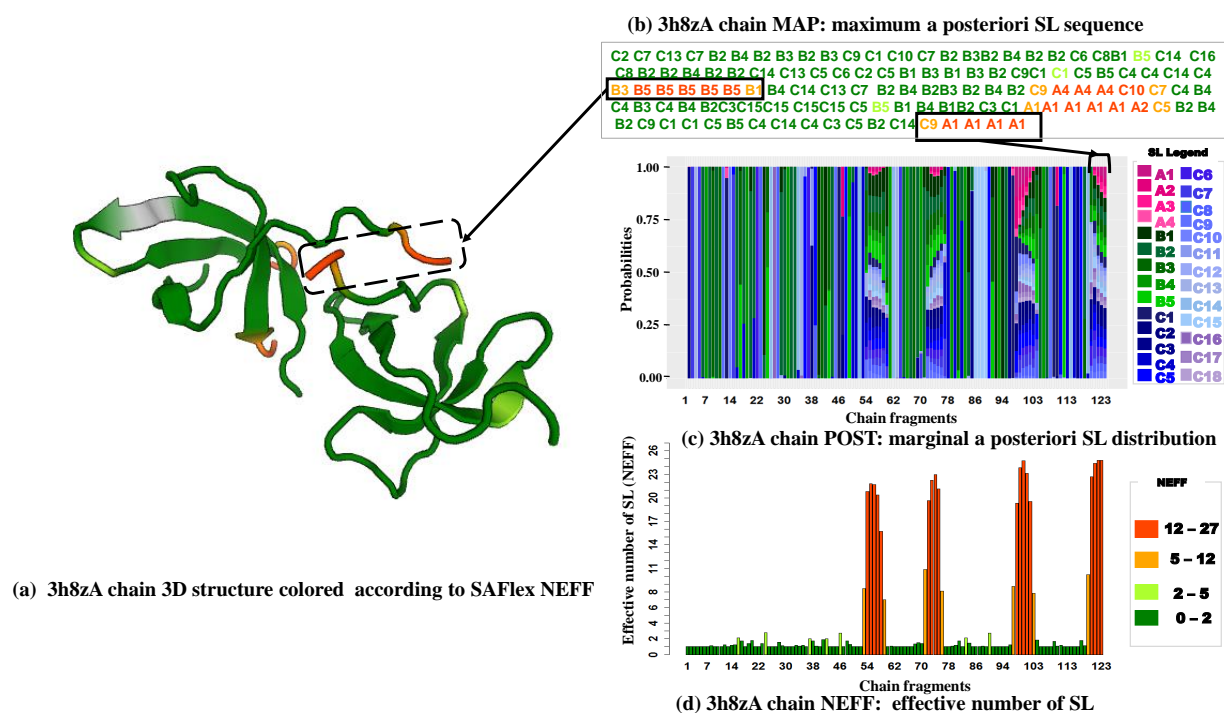 (b) 3h8zA chain MAP: maximum a posteriori SL sequence
C2 C7 C13 C7 B2 B4 B2 B3 B2 B3 C9 C1 C10 C7 B2 B3B2 B4 B2 B2 C6 C8B1 B5 C14 C16
C8 B2 B2 B4 B2 B2 C14 C13 C5 C6 C2 C5 B1 B3 B1 B3 B2 C9C1 C1 C5 B5 C4 C4 C14 C4
B3 B5 B5 B5 B5 B5 B1 B4 C14 C13 C7 B2 B4 B2B3 B2 B4 B2 C9 A4 A4 A4 C10 C7 C4 B4
C4 B3 C4 B4 B2C3C15C15 C15C15 C5 B5 B1 B4 B1B2 C3 C1 A1A1 A1 A1 A1 A2 C5 B2 B4
B2 C9 C1 C1 C5 B5 C4 C14 C4 C3 C5 B2 C14 C9 A1 A1 A1 A1
SL Legend
A1 C6
A2 C7
A3 C8
A4 C9
B1 C10
B2 C11
B3 C12
B4 C13
B5 C14
C1 C15
C2 C16
C3 C17
C4 C18
C5
Probabilities
1.00
0.75
0.50
0.25
0.00
1 7 14 22 30 38 46 54 62 70 78 86 94 103 113 123
Chain fragments
(c) 3h8zA chain POST: marginal a posteriori SL distribution
Effective number of SL (NEFF)
26
23
20
17
14
11
8
6
4
2
0
1 7 14 22 30 38 46 54 62 70 78 86 94 103 113 123
Chain fragments
NEFF
12 – 27
5 – 12
2 – 5
0 – 2
(a) 3h8zA chain 3D structure colored according to SAFlex NEFF
(d) 3h8zA chain NEFF: effective number of SL